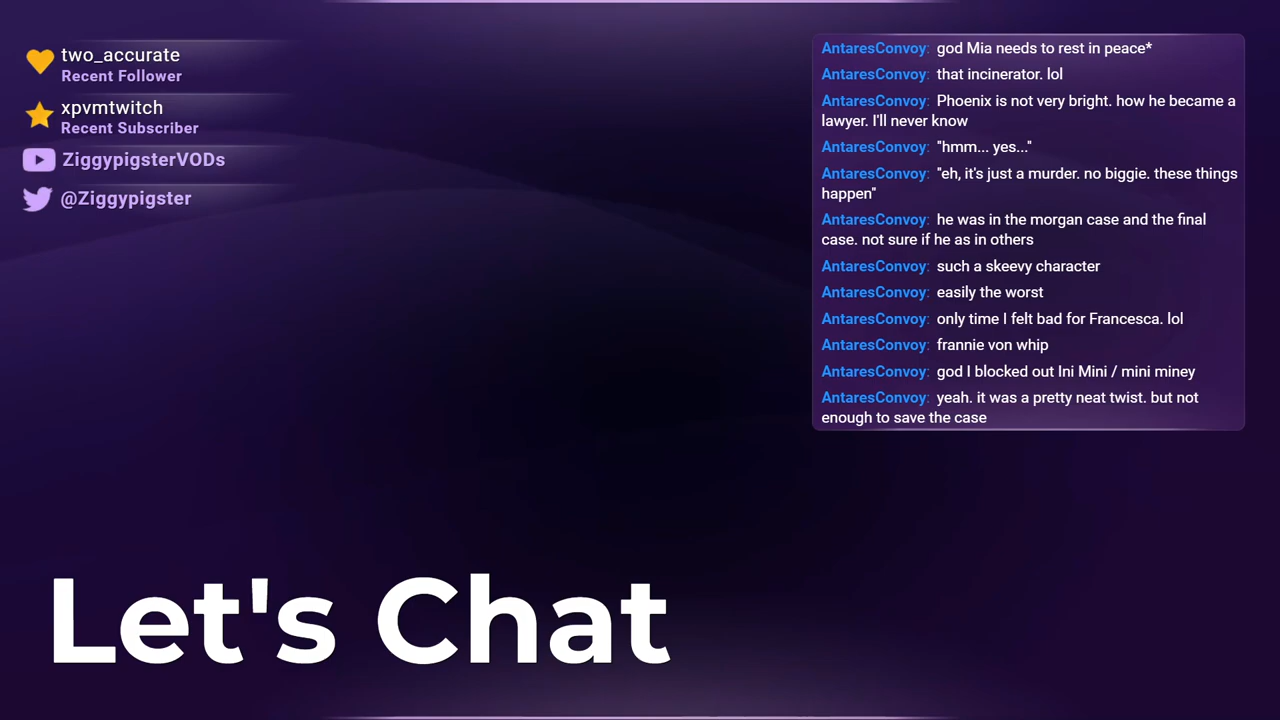 two_accurate
Recent Follower
xpvmtwitch
Recent Subscriber
ZiggypigsterVODs
@Ziggypigster
AntaresConvoy: god Mia needs to rest in peace*
AntaresConvoy: that incinerator. lol
AntaresConvoy: Phoenix is not very bright. how he became a
lawyer. I'll never know
AntaresConvoy: "hmm... yes..."
AntaresConvoy: "eh, it's just a murder. no biggie. these things
happen"
AntaresConvoy: he was in the morgan case and the final
case. not sure if he as in others
AntaresConvoy: such a skeevy character
AntaresConvoy: easily the worst
AntaresConvoy: only time I felt bad for Francesca. lol
AntaresConvoy: frannie von whip
AntaresConvoy: god I blocked out Ini Mini / mini miney
AntaresConvoy: yeah. it was a pretty neat twist. but not
enough to save the case
Let's Chat